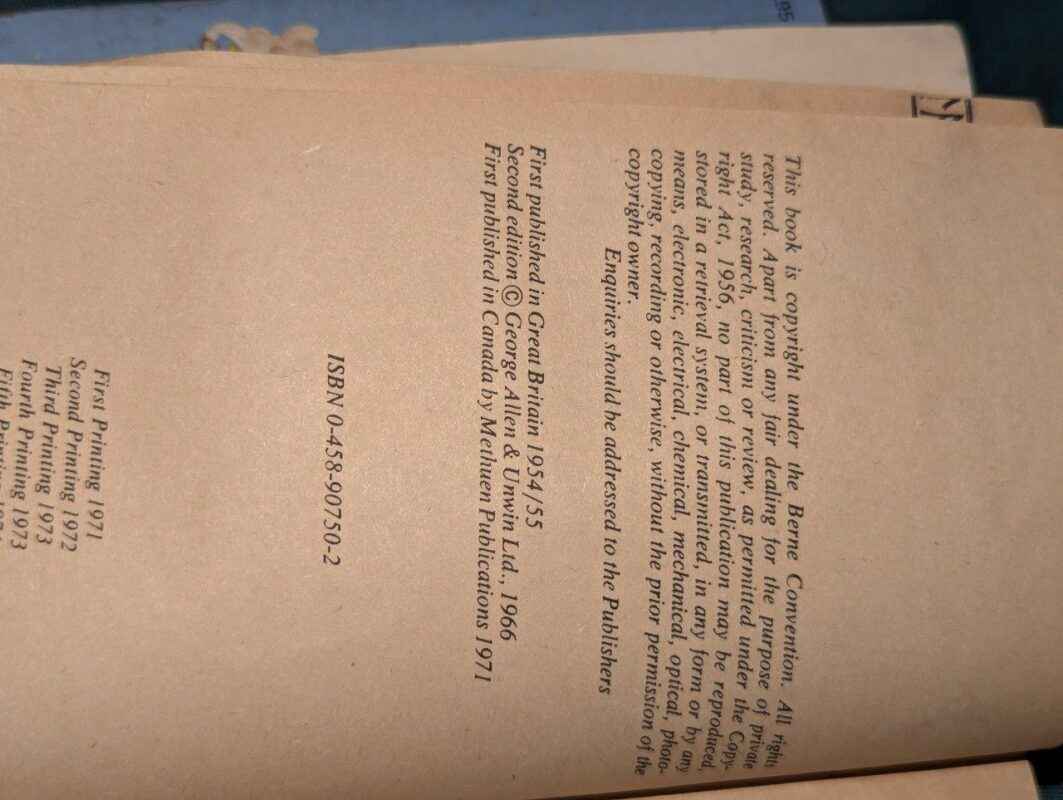 This book is copyright under the Berne Convention. All rights
reserved. Apart from any fair dealing for the purpose of private
study, research, criticism or review, as permitted under the Copy-
right Act, 1956, no part of this publication may be reproduced,
stored in a retrieval system, or transmitted, in any form or by any
means, electronic, electrical, chemical, mechanical, optical, photo-
copying, recording or otherwise, without the prior permission of the
copyright owner.
Enquiries should be addressed to the Publishers
First published in Great Britain 1954/55
Second edition © George Allen & Unwin Ltd., 1966
First published in Canada by Methuen Publications 1971
ISBN 0-458-90750-2
First Printing 1971
Second Printing 1972
Third Printing 1973
Fourth Printing 1973
Fifth Printing